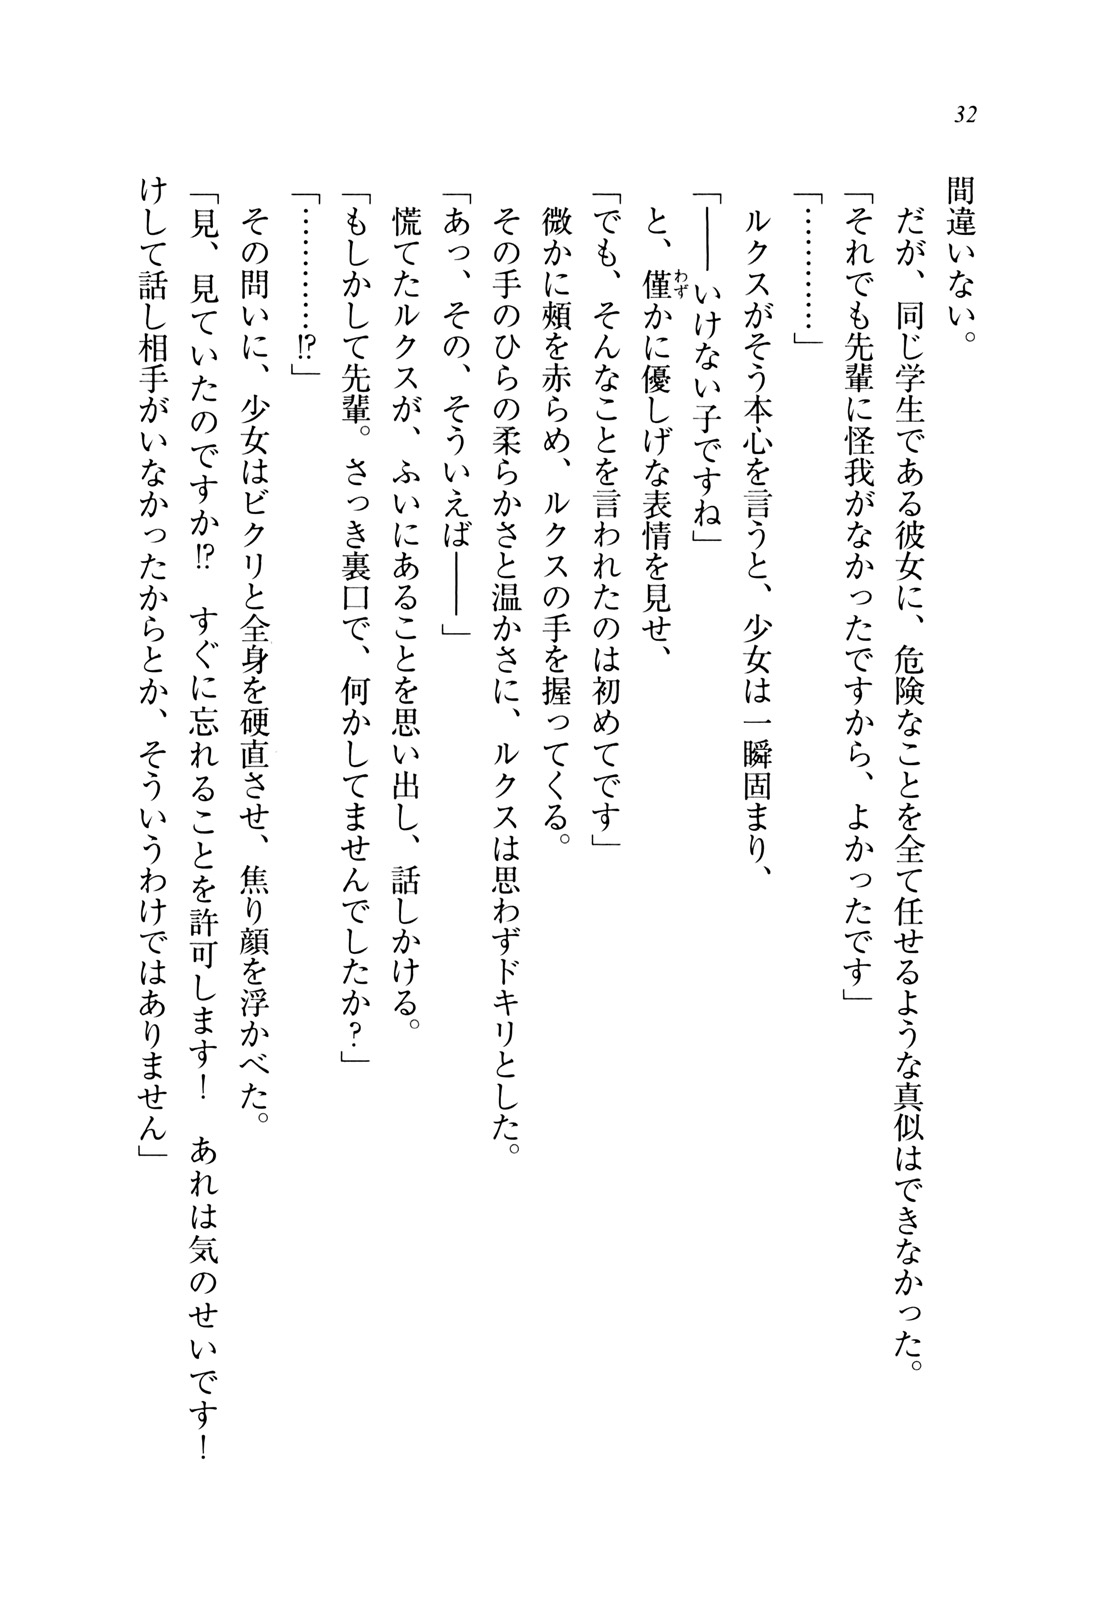 32
間違いない。
だが、同じ学生である彼女に、危険なことを全て任せるような真似はできなかった。
「それでも先輩に怪我がなかったですから、よかったです」
「…………」
ルクスがそう本心を言うと、少女は一瞬固まり、
「――いけない子ですね」
と、僅かに優しげな表情を見せ、
わず
「でも、そんなことを言われたのは初めてです」
微かに頬を赤らめ、ルクスの手を握ってくる。
その手のひらの柔らかさと温かさに、ルクスは思わずドキリとした。
「あっ、その、そういえば――」
慌てたルクスが、ふいにあることを思い出し、話しかける。
「もしかして先輩。さっき裏口で、何かしてませんでしたか?」
「…………!?」
その問いに、少女はビクリと全身を硬直させ、焦り顔を浮かべた。
「見、見ていたのですか!? すぐに忘れることを許可します! あれは気のせいです!
けして話し相手がいなかったからとか、そういうわけではありません」